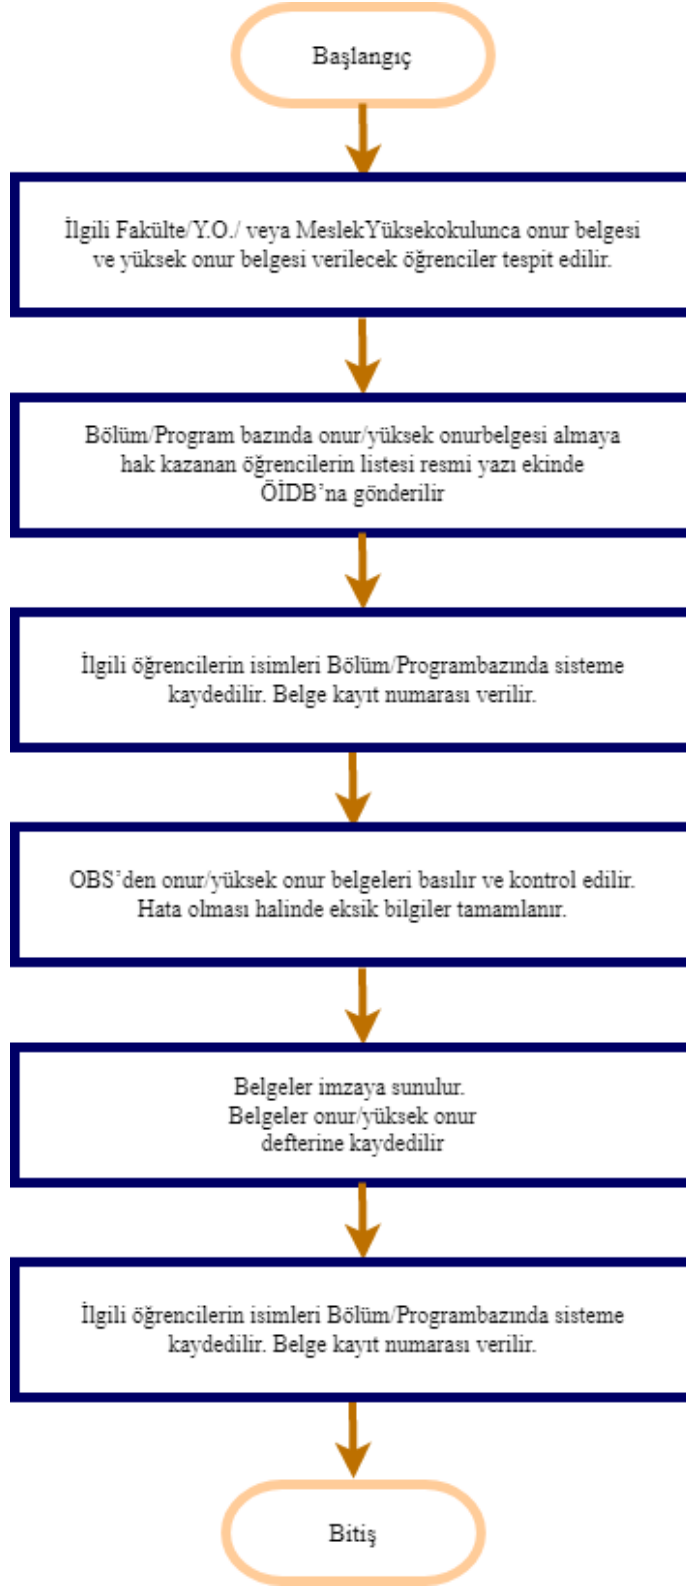 Başlangıç
İlgili Fakülte/Y.O./ veya MeslekYüksekokulunca onur belgesi
ve yüksek onur belgesi verilecek öğrenciler tespit edilir.
Bölüm/Program bazında onur/yüksek onurbelgesi almaya
hak kazanan öğrencilerin listesi resmi yazı ekinde
ÖİDB’na gönderilir
İlgili öğrencilerin isimleri Bölüm/Programbazında sisteme
kaydedilir. Belge kayıt numarası verilir.
OBS’den onur/yüksek onur belgeleri basılır ve kontrol edilir.
Hata olması halinde eksik bilgiler tamamlanır.
Belgeler imzaya sunulur.
Belgeler onur/yüksek onur
defterine kaydedilir
İlgili öğrencilerin isimleri Bölüm/Programbazında sisteme
kaydedilir. Belge kayıt numarası verilir.
Bitiş